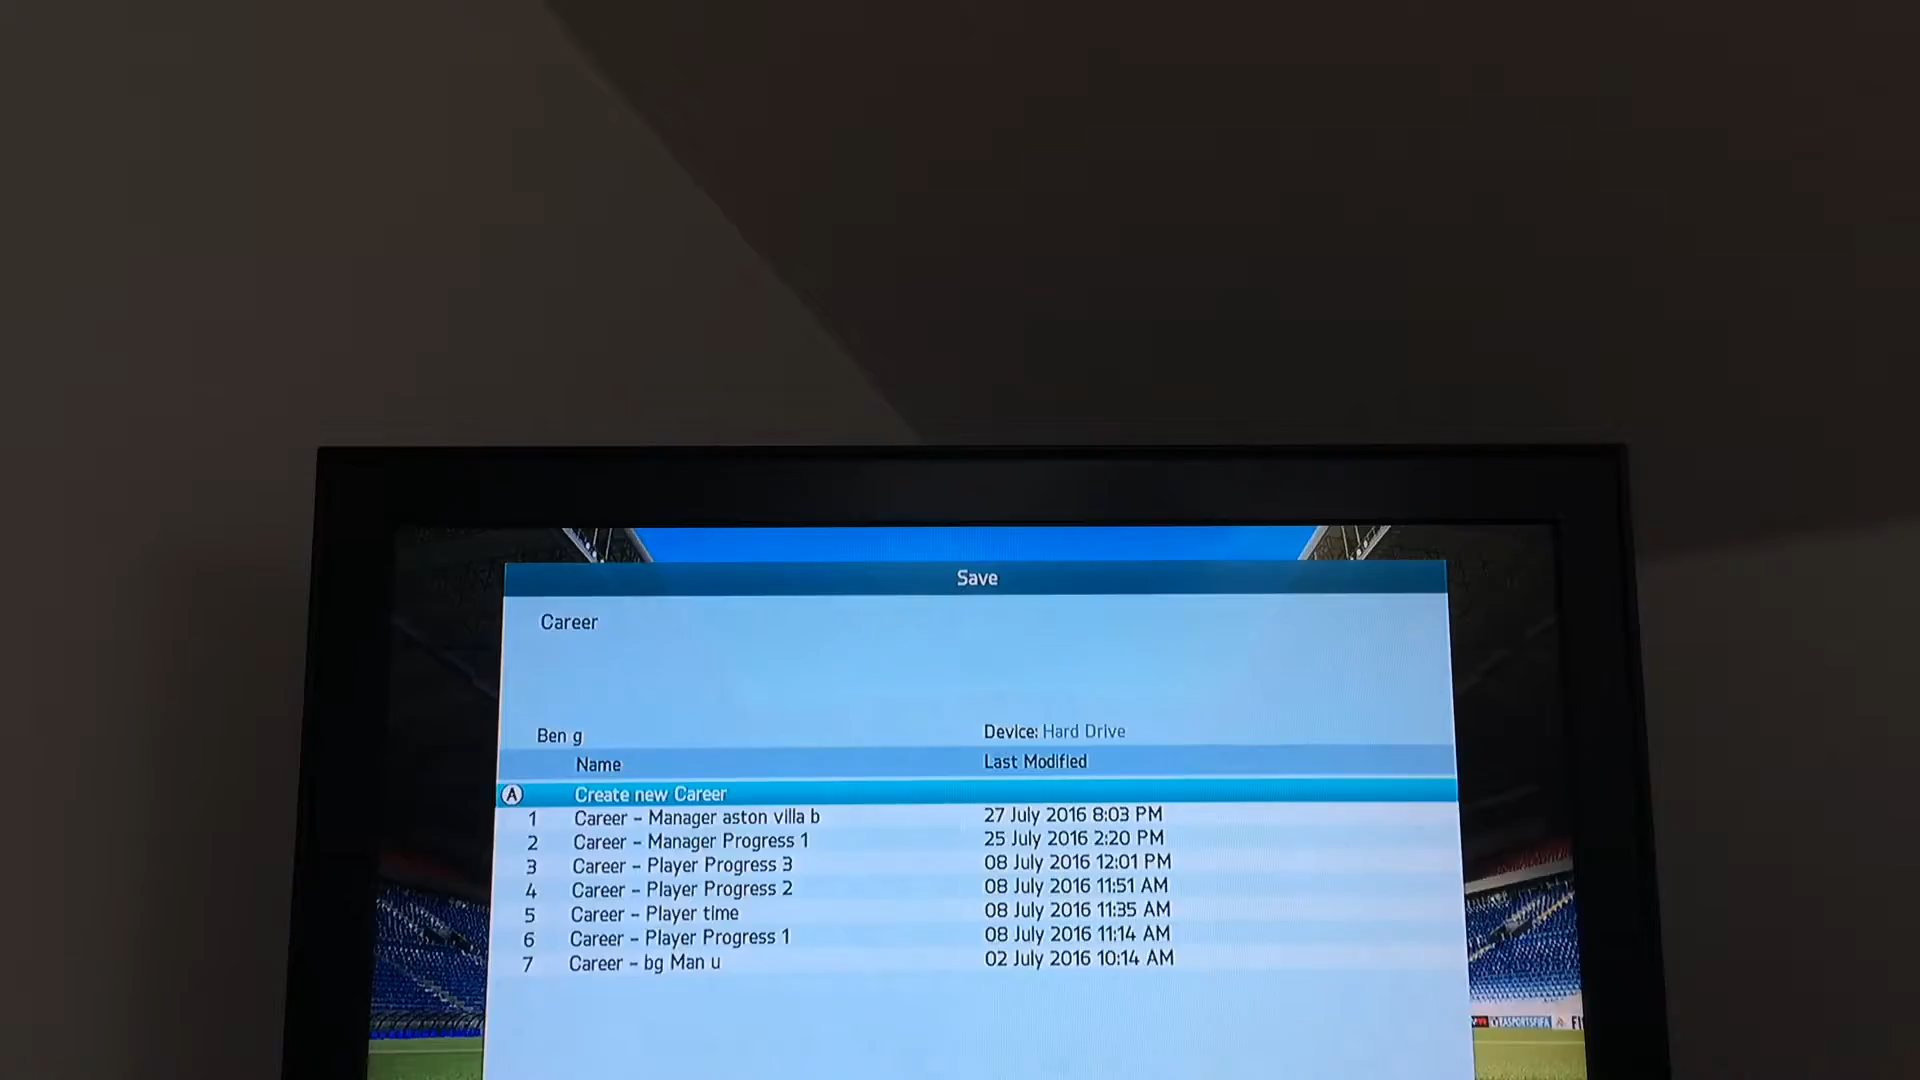 Save
Career
Ben g
Device: Hard Drive
Name
Last Modified
A Create new Career
1 Career - Manager aston villa b 27 July 2016 8:03 PM
2 Career - Manager Progress 1 25 July 2016 2:20 PM
3 Career - Player Progress 3 08 July 2016 12:01 PM
4 Career - Player Progress 2 08 July 2016 11:51 AM
5 Career - Player time 08 July 2016 11:35 AM
6 Career - Player Progress 1 08 July 2016 11:14 AM
7 Career - bg Man u 02 July 2016 10:14 AM
EASPORTSFIFA